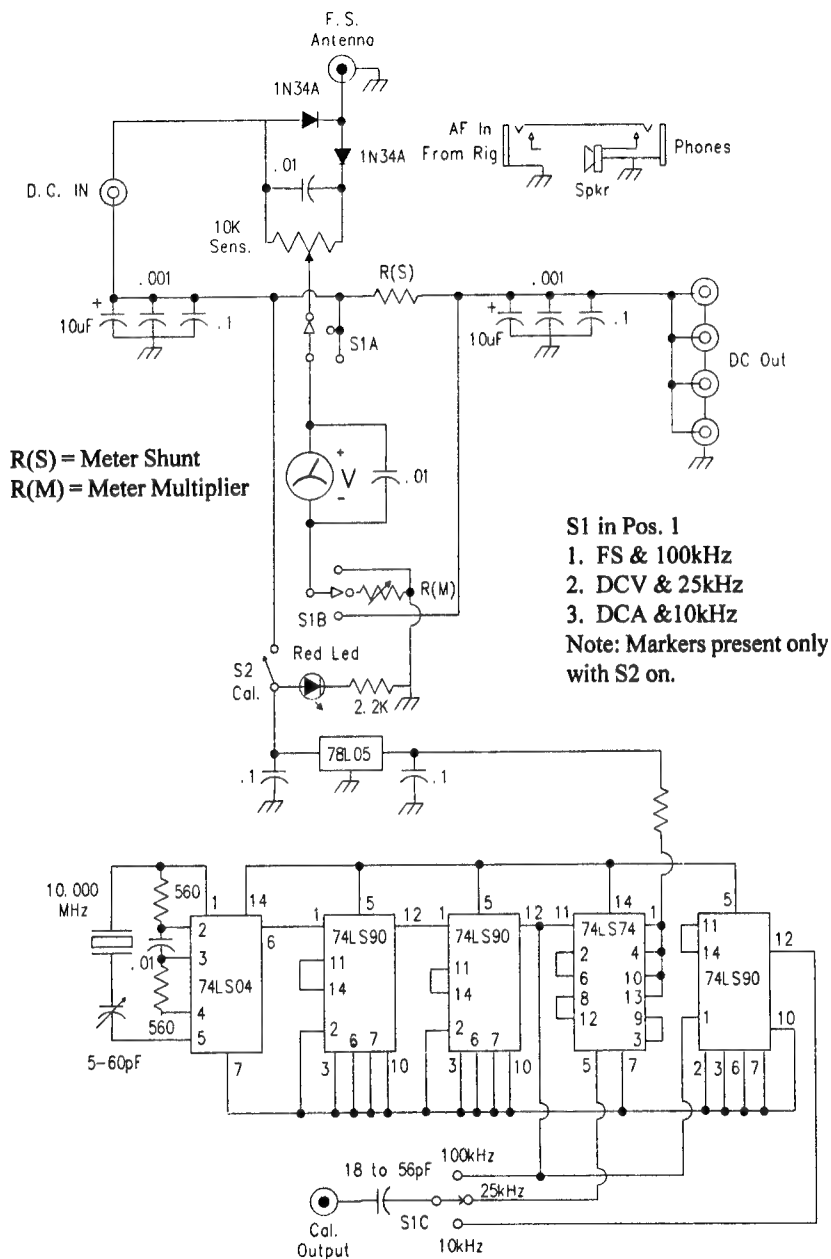 F. S.
Antenna
1N34A
1N34A
AF In
From Rig
Phones
Spkr
D.C. IN
.01
10K
Sens.
R(S)
.001
.001
+
10uF
.1
S1A
+
10uF
.1
DC Out
R(S) = Meter Shunt
R(M) = Meter Multiplier
+
V
-
.01
S1 in Pos. 1
1. FS & 100kHz
2. DCV & 25kHz
3. DCA &10kHz
Note: Markers present only
with S2 on.
R(M)
S1B
S2
Cal.
Red Led
2.2K
.1
78L05
.1
10.000
MHz
560
.01
560
5-60pF
1
14
2
6
3
74LS04
4
5
7
1
5
12
74LS90
11
14
2
6
7
3
10
1
5
12
74LS90
11
14
2
6
7
3
10
11
14
1
74LS74
2
4
6
10
8
13
12
9
3
5
7
5
11
12
14
74LS90
1
10
2
3
6
7
100kHz
18 to 56pF
25kHz
S1C
Cal.
Output
10kHz